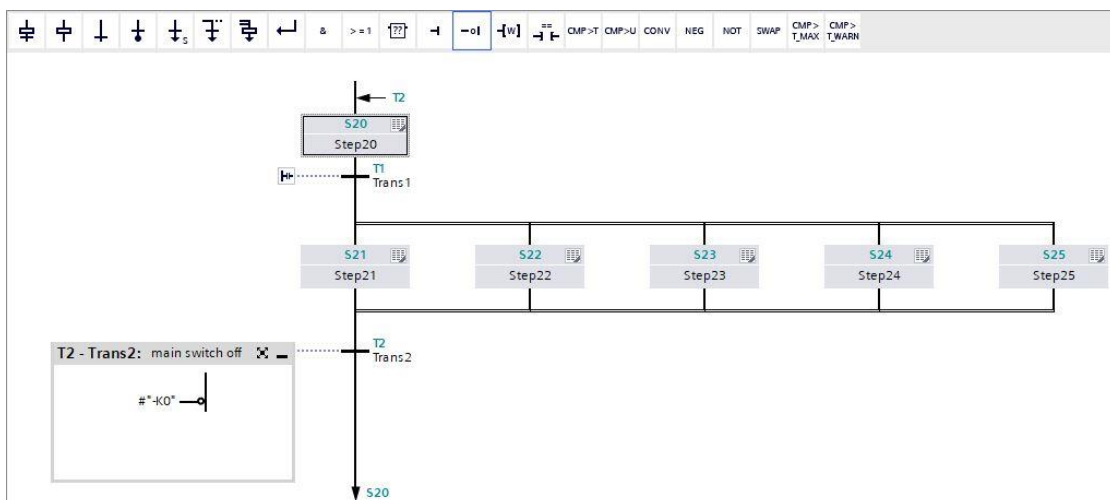 S & >=1 ?? [W] == CMP>T CMP>U CONV NEG NOT SWAP CMP> T_MAX CMP> T_WARN
T2
S20
Step20
T1
Trans1
S21 S22 S23 S24 S25
Step21 Step22 Step23 Step24 Step25
T2 - Trans2: main switch off
T2
Trans2
#"-K0"
S20